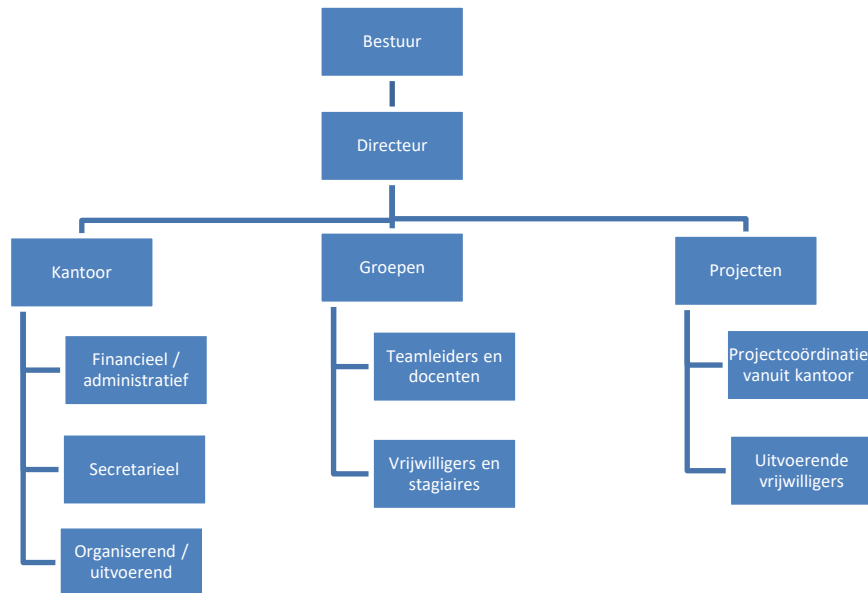 Bestuur
Directeur
Kantoor
Groepen
Projecten
Financieel /
administratief
Teamleiders en
docenten
Projectcoördinatie
vanuit kantoor
Secretarieel
Vrijwilligers en
stagiaires
Uitvoerende
vrijwilligers
Organiserend /
uitvoerend